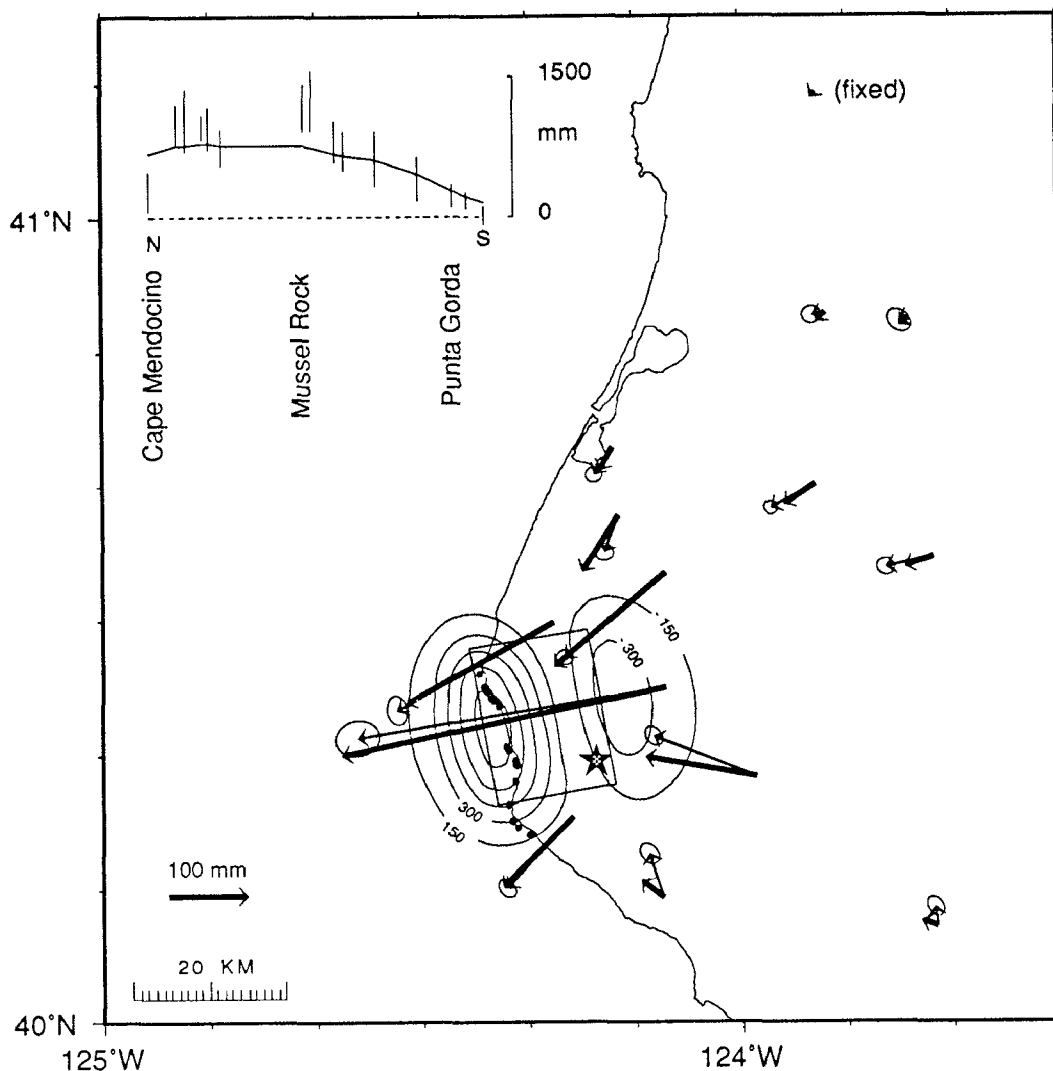 1500
mm
0
N
S
Cape Mendocino
Mussel Rock
Punta Gorda
(fixed)
41°N
-150
-300
300
150
100 mm
20 KM
40°N
125°W
124°W